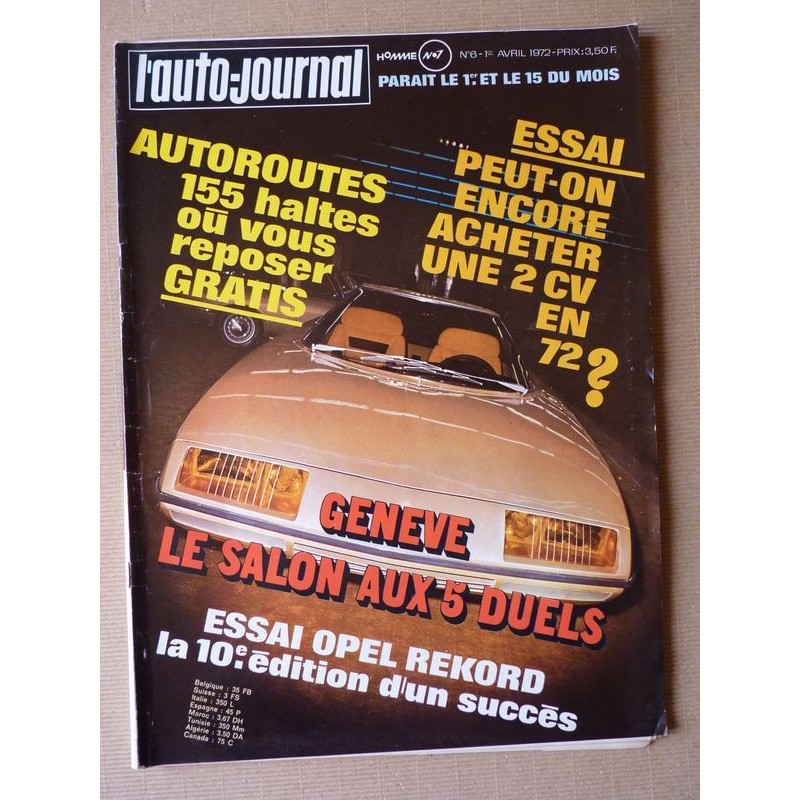 l'auto-journal
HOMME N°7
N°6 - 1er AVRIL 1972 - PRIX: 3,50 F.
PARAIT LE 1er ET LE 15 DU MOIS
AUTOROUTES
155 haltes
où vous
reposer
GRATIS
ESSAI
PEUT-ON
ENCORE
ACHETER
UNE 2 CV
EN
72 ?
GENEVE
LE SALON AUX 5 DUELS
ESSAI OPEL REKORD
la 10e édition d'un succès
Belgique : 35 FB
Suisse : 3 FS
Italie : 350 L
Espagne : 45 P
Maroc : 3.67 DH
Tunisie : 350 Mm
Algérie : 3.50 DA
Canada : 75 C